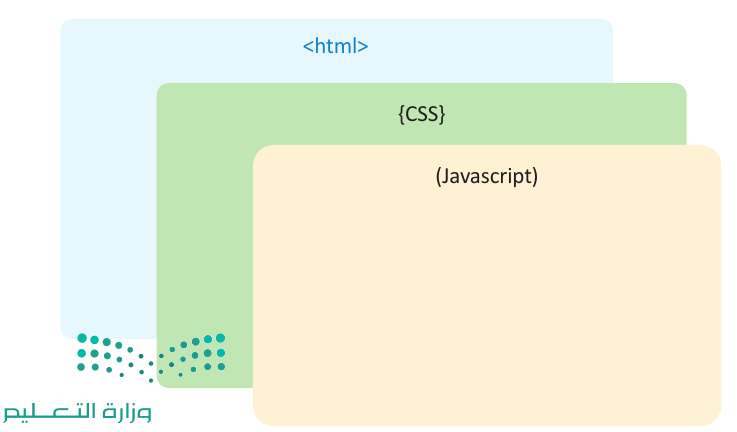 <html>
{CSS}
(Javascript)
وزارة التعليم